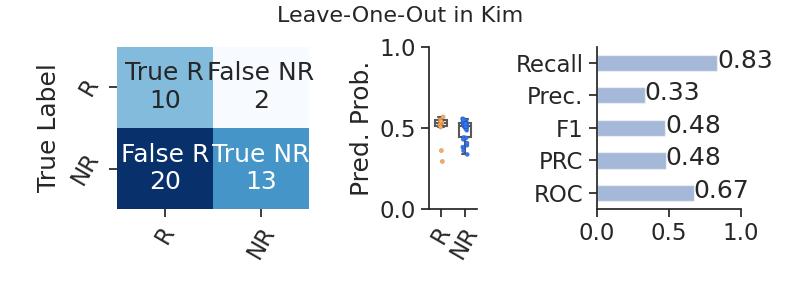 Leave-One-Out in Kim
True Label
R
NR
True R
10
False NR
2
False R
20
True NR
13
R
NR
Pred. Prob.
1.0
0.5
0.0
R
NR
Recall
0.83
Prec.
0.33
F1
0.48
PRC
0.48
ROC
0.67
0.0
0.5
1.0